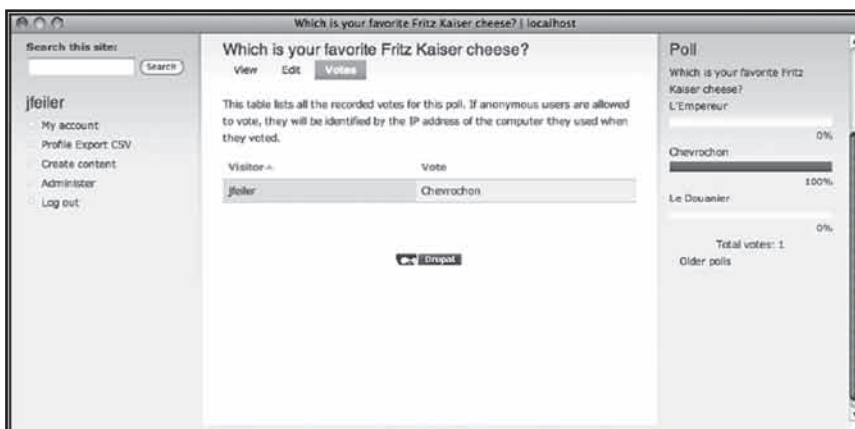 Which is your favorite Fritz Kaiser cheese? | localhost
Search this site:
Search
jfeiler
My account
Profile Export CSV
Create content
Administer
Log out
Which is your favorite Fritz Kaiser cheese?
View Edit Votes
This table lists all the recorded votes for this poll. If anonymous users are allowed
to vote, they will be identified by the IP address of the computer they used when
they voted.
Visitor Vote
jfeiler Chevrochon
Drupal
Poll
Which is your favorite Fritz
Kaiser cheese?
L'Empereur
0%
Chevrochon
100%
Le Douanier
0%
Total votes: 1
Older polls